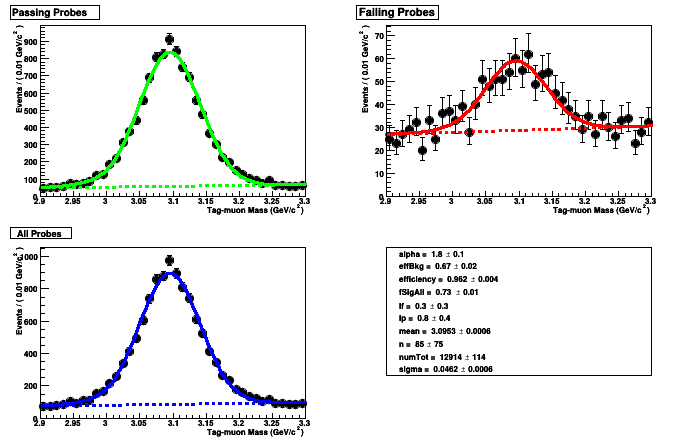 Passing Probes
Events / ( 0.01 GeV/c²)
900
800
700
600
500
400
300
200
100
0
2.9 2.95 3 3.05 3.1 3.15 3.2 3.25 3.3
Tag-muon Mass (GeV/c²)
Failing Probes
Events / ( 0.01 GeV/c²)
70
60
50
40
30
20
10
0
2.9 2.95 3 3.05 3.1 3.15 3.2 3.25 3.3
Tag-muon Mass (GeV/c²)
All Probes
Events / ( 0.01 GeV/c²)
1000
800
600
400
200
0
2.9 2.95 3 3.05 3.1 3.15 3.2 3.25 3.3
Tag-muon Mass (GeV/c²)
alpha = 1.8 ± 0.1
effBkg = 0.67 ± 0.02
efficiency = 0.962 ± 0.004
fSigAll = 0.73 ± 0.01
lf = 0.3 ± 0.3
lp = 0.8 ± 0.4
mean = 3.0953 ± 0.0006
n = 85 ± 75
numTot = 12914 ± 114
sigma = 0.0462 ± 0.0006